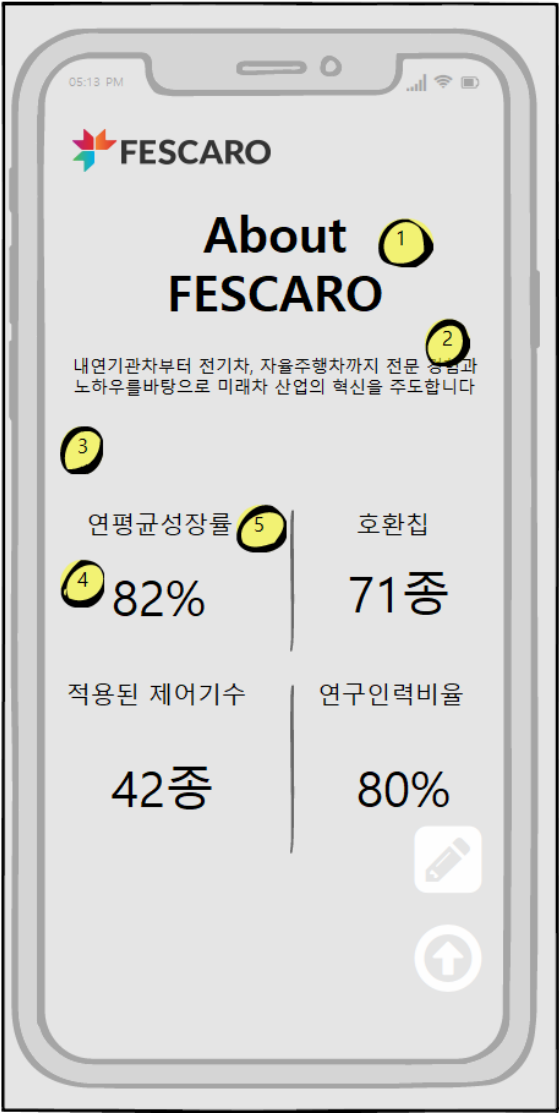 05:13 PM
FESCARO
About
1
FESCARO
2
내연기관차부터 전기차, 자율주행차까지 전문 경험과
노하우를바탕으로 미래차 산업의 혁신을 주도합니다
3
연평균성장률
5
호환칩
4
82%
71종
적용된 제어기수
연구인력비율
42종
80%